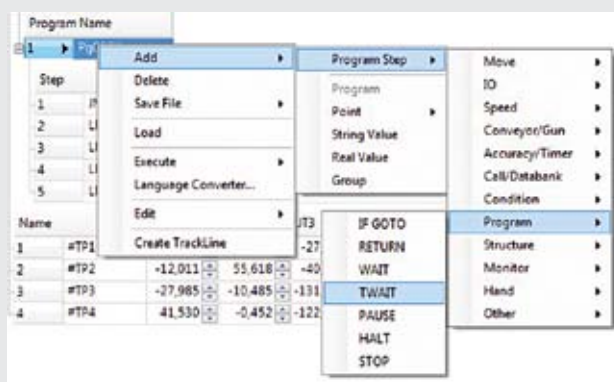 Program Name
1
Step
1
2
3
4
5
Add
Delete
Save File
Load
Execute
Language Converter...
Edit
Create TrackLine
Program Step
Program
Point
String Value
Real Value
Group
Move
IO
Speed
Conveyor/Gun
Accuracy/Timer
Call/Databank
Condition
Program
Structure
Monitor
Hand
Other
IF GOTO
RETURN
WAIT
TWAIT
PAUSE
HALT
STOP
Name JT3
1 #TP1 -27
2 #TP2 -12,011 55,618 -40
3 #TP3 -27,985 -10,485 -131
4 #TP4 41,530 -0,452 -122